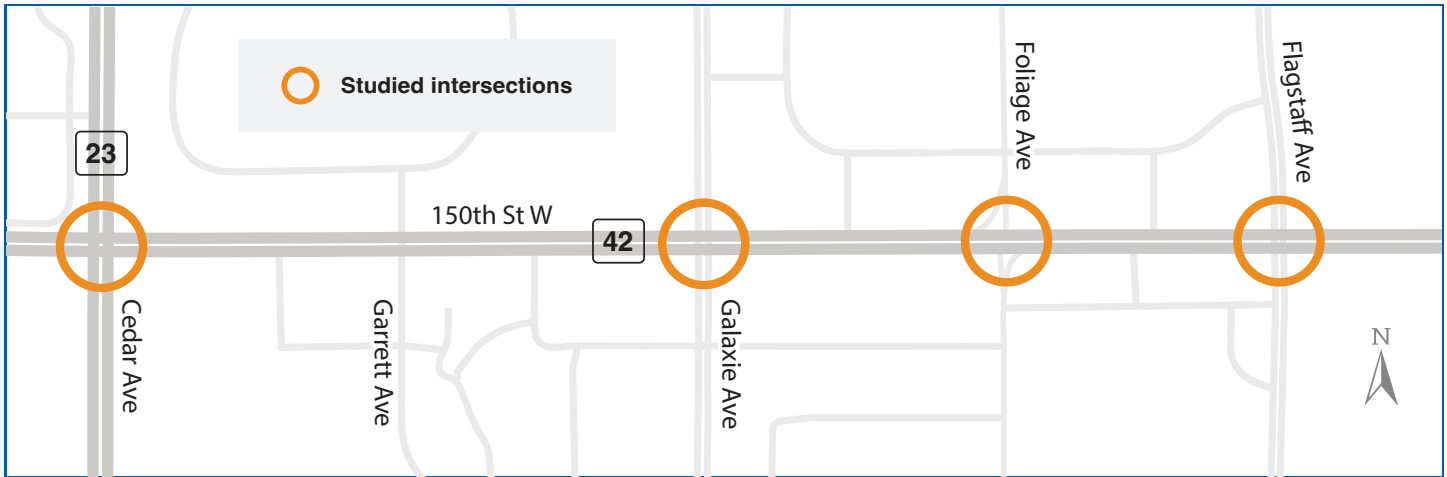 Studied intersections
Foliage Ave
Flagstaff Ave
23
150th St W
42
Cedar Ave
Garrett Ave
Galaxie Ave
N